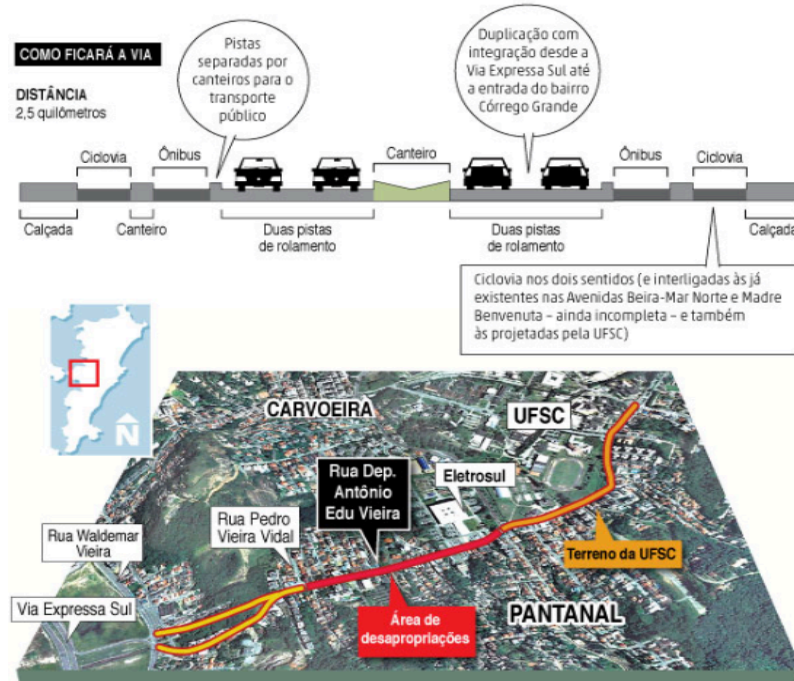 COMO FICARÁ A VIA
DISTÂNCIA
2,5 quilômetros
Pistas
separadas por
canteiros para o
transporte
público
Duplicação com
integração desde a
Via Expressa Sul até
a entrada do bairro
Córrego Grande
Ciclovia
Ônibus
Canteiro
Ônibus
Ciclovia
Calçada
Canteiro
Duas pistas
de rolamento
Duas pistas
de rolamento
Calçada
Ciclovia nos dois sentidos (e interligadas às já
existentes nas Avenidas Beira-Mar Norte e Madre
Benvenuta – ainda incompleta – e também
às projetadas pela UFSC)
N
CARVOEIRA
UFSC
Rua Dep.
Antônio
Edu Vieira
Eletrosul
Rua Pedro
Vieira Vidal
Rua Waldemar
Vieira
Terreno da UFSC
Via Expressa Sul
Área de
desapropriações
PANTANAL